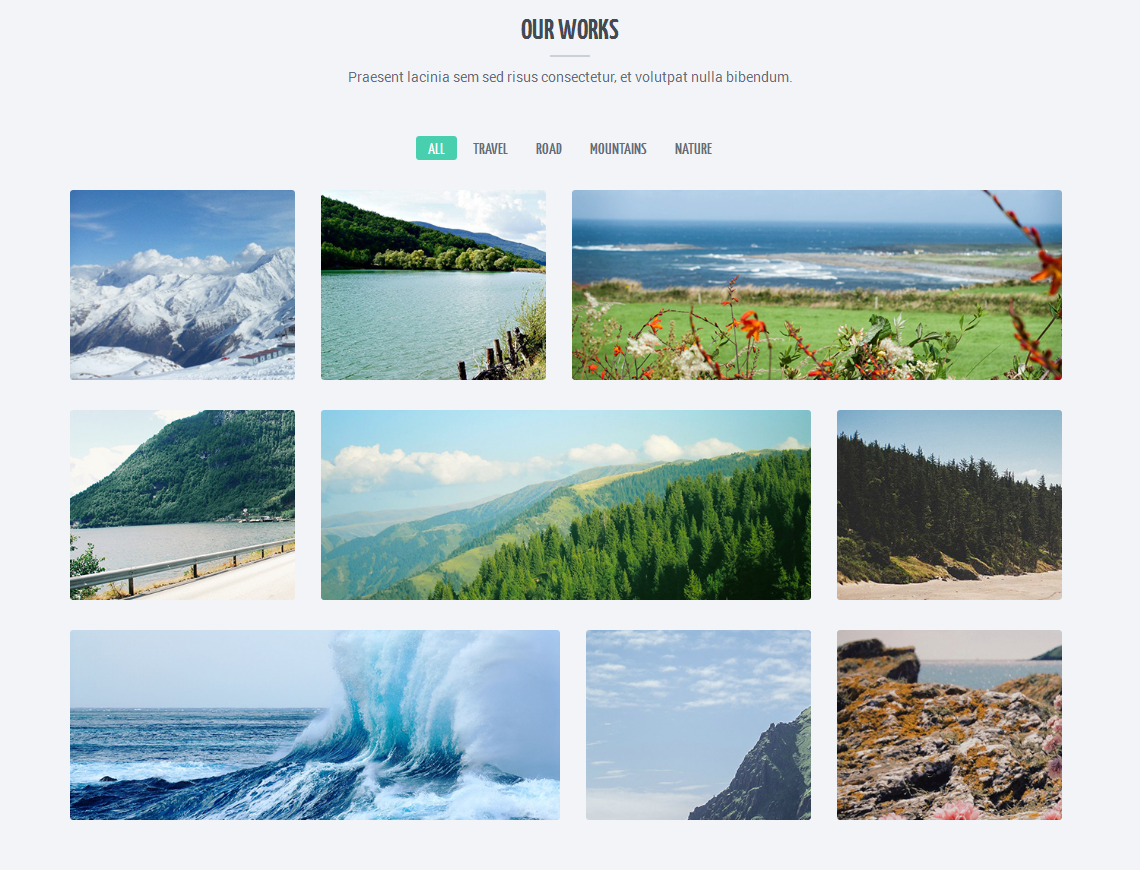 OUR WORKS
Praesent lacinia sem sed risus consectetur, et volutpat nulla bibendum.
ALL TRAVEL ROAD MOUNTAINS NATURE